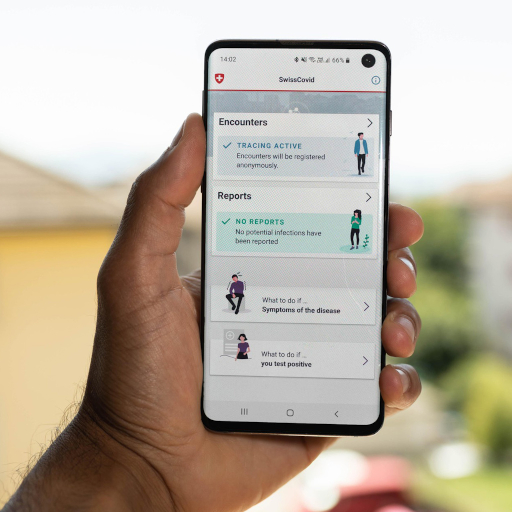 14:02
66%
SwissCovid
Encounters
TRACING ACTIVE
Encounters will be registered
anonymously.
Reports
NO REPORTS
No potential infections have
been reported
What to do if ...
Symptoms of the disease
What to do if ...
you test positive